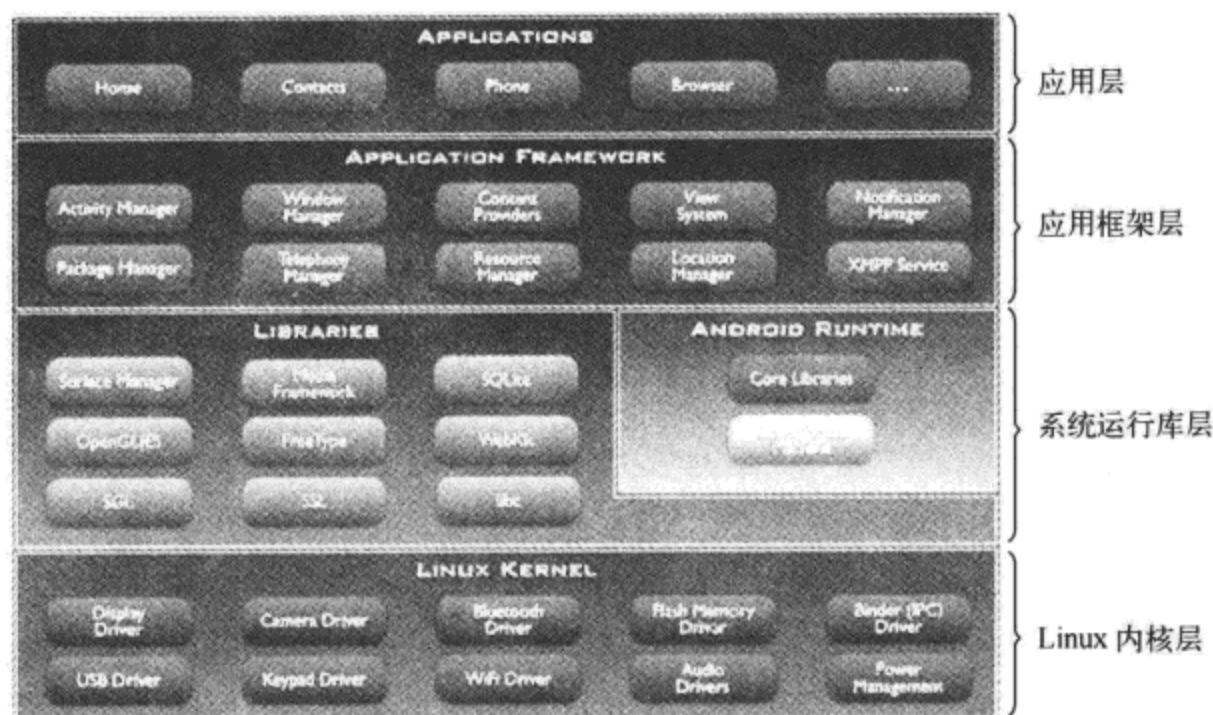 APPLICATIONS
Home
Contacts
Phone
Browser
...
应用层
APPLICATION FRAMEWORK
Activity Manager
Window
Manager
Content
Providers
View
System
Notification
Manager
Package Manager
Telephony
Manager
Resource
Manager
Location
Manager
XMPP Service
应用框架层
LIBRARIES
Surface Manager
Media
Framework
SQLite
OpenGL|ES
FreeType
WebKit
SGL
SSL
libc
ANDROID RUNTIME
Core Libraries
系统运行库层
LINUX KERNEL
Display
Driver
Camera Driver
Bluetooth
Driver
Flash Memory
Driver
Binder (IPC)
Driver
USB Driver
Keypad Driver
WiFi Driver
Audio
Drivers
Power
Management
Linux 内核层